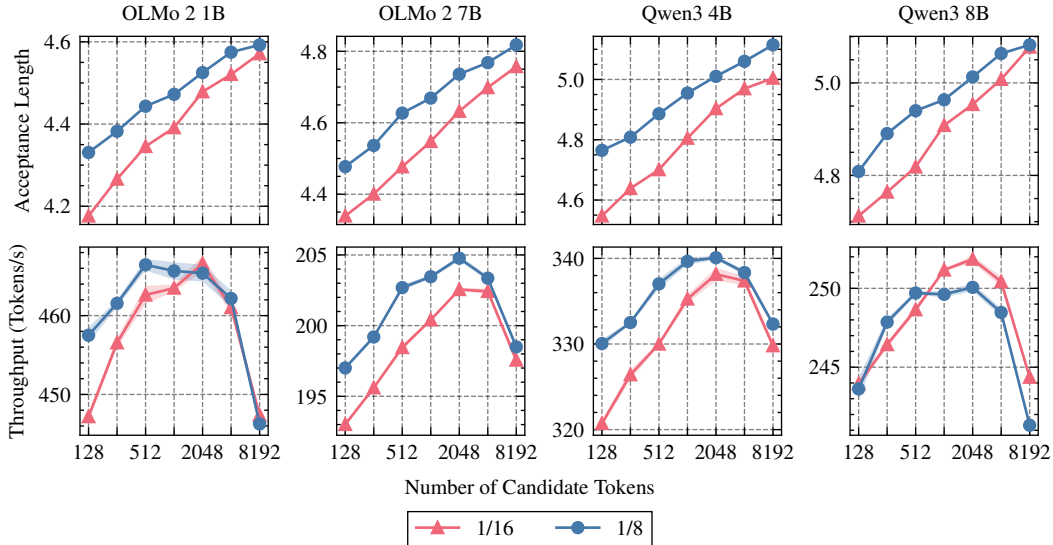 OLMo 2 1B
OLMo 2 7B
Qwen3 4B
Qwen3 8B
Acceptance Length
4.6
4.4
4.2
4.8
4.6
4.4
5.0
4.8
4.6
5.0
4.8
Throughput (Tokens/s)
460
450
205
200
195
340
330
320
250
245
128 512 2048 8192
128 512 2048 8192
128 512 2048 8192
128 512 2048 8192
Number of Candidate Tokens
1/16 1/8